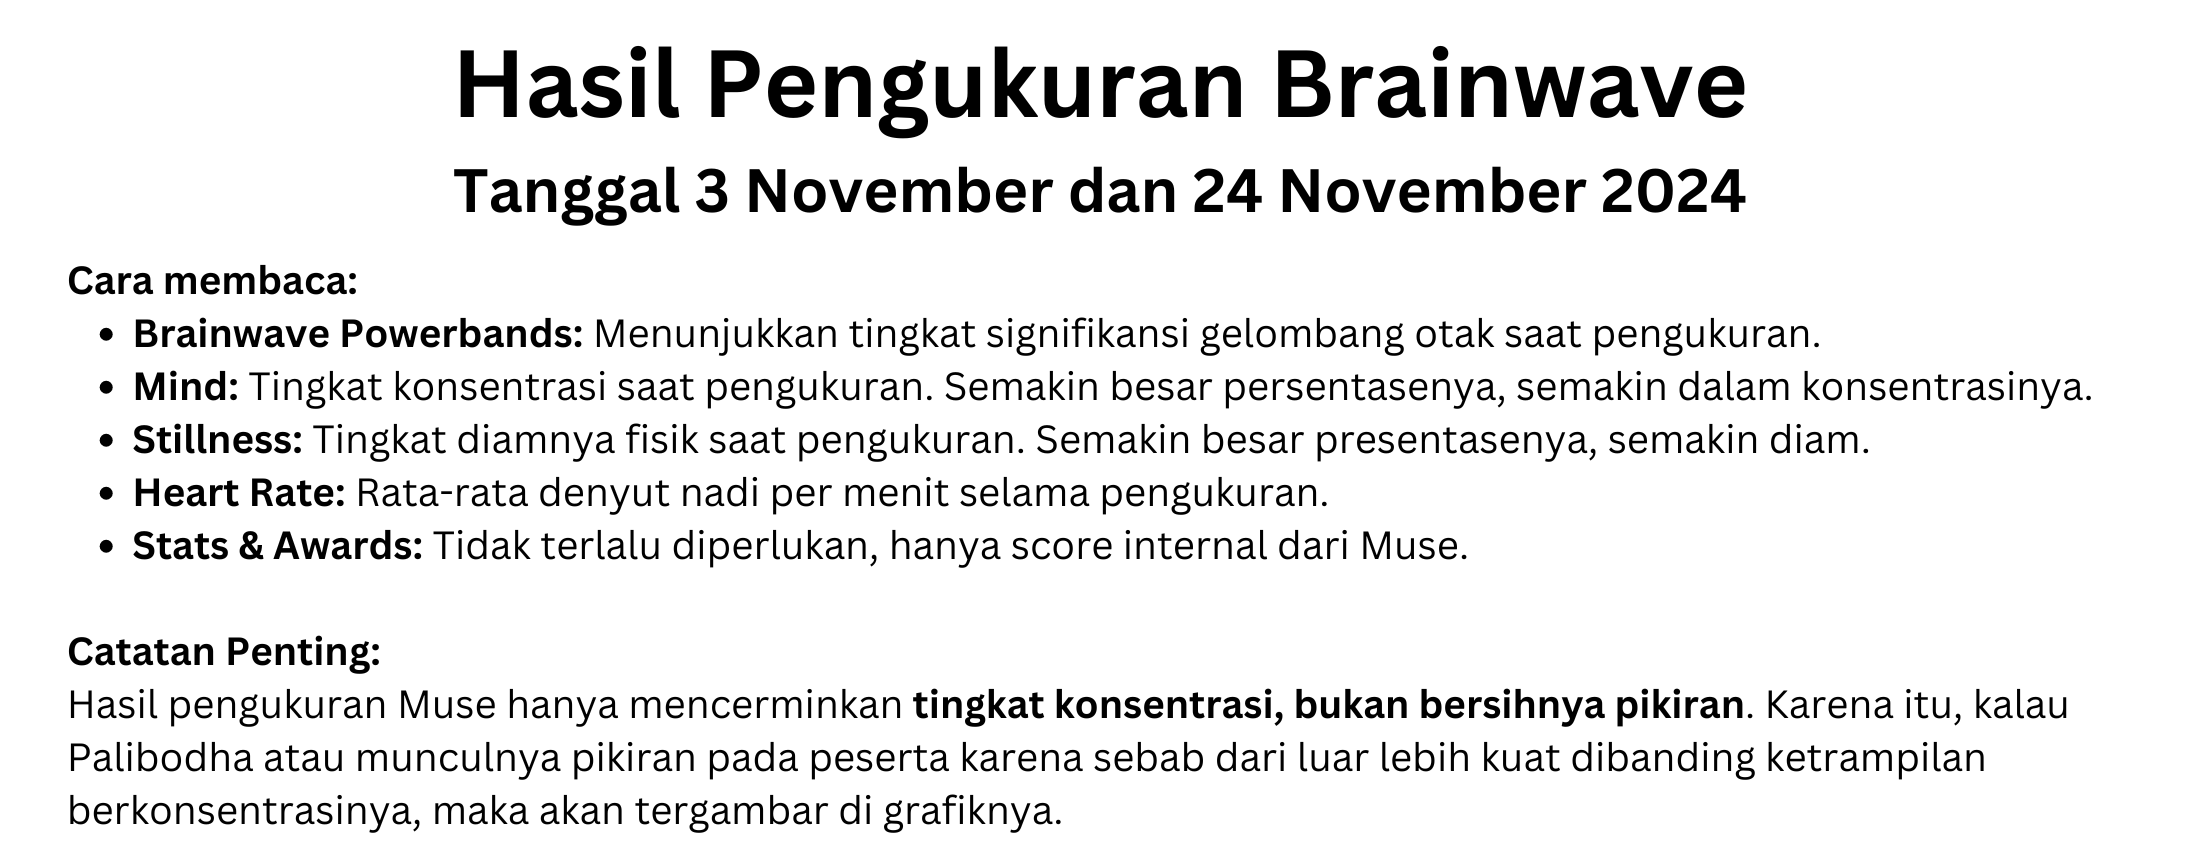 Hasil Pengukuran Brainwave
Tanggal 3 November dan 24 November 2024
Cara membaca:
• Brainwave Powerbands: Menunjukkan tingkat signifikansi gelombang otak saat pengukuran.
• Mind: Tingkat konsentrasi saat pengukuran. Semakin besar persentasenya, semakin dalam konsentrasinya.
• Stillness: Tingkat diamnya fisik saat pengukuran. Semakin besar presentasenya, semakin diam.
• Heart Rate: Rata-rata denyut nadi per menit selama pengukuran.
• Stats & Awards: Tidak terlalu diperlukan, hanya score internal dari Muse.
Catatan Penting:
Hasil pengukuran Muse hanya mencerminkan tingkat konsentrasi, bukan bersihnya pikiran. Karena itu, kalau
Palibodha atau munculnya pikiran pada peserta karena sebab dari luar lebih kuat dibanding ketrampilan
berkonsentrasinya, maka akan tergambar di grafiknya.